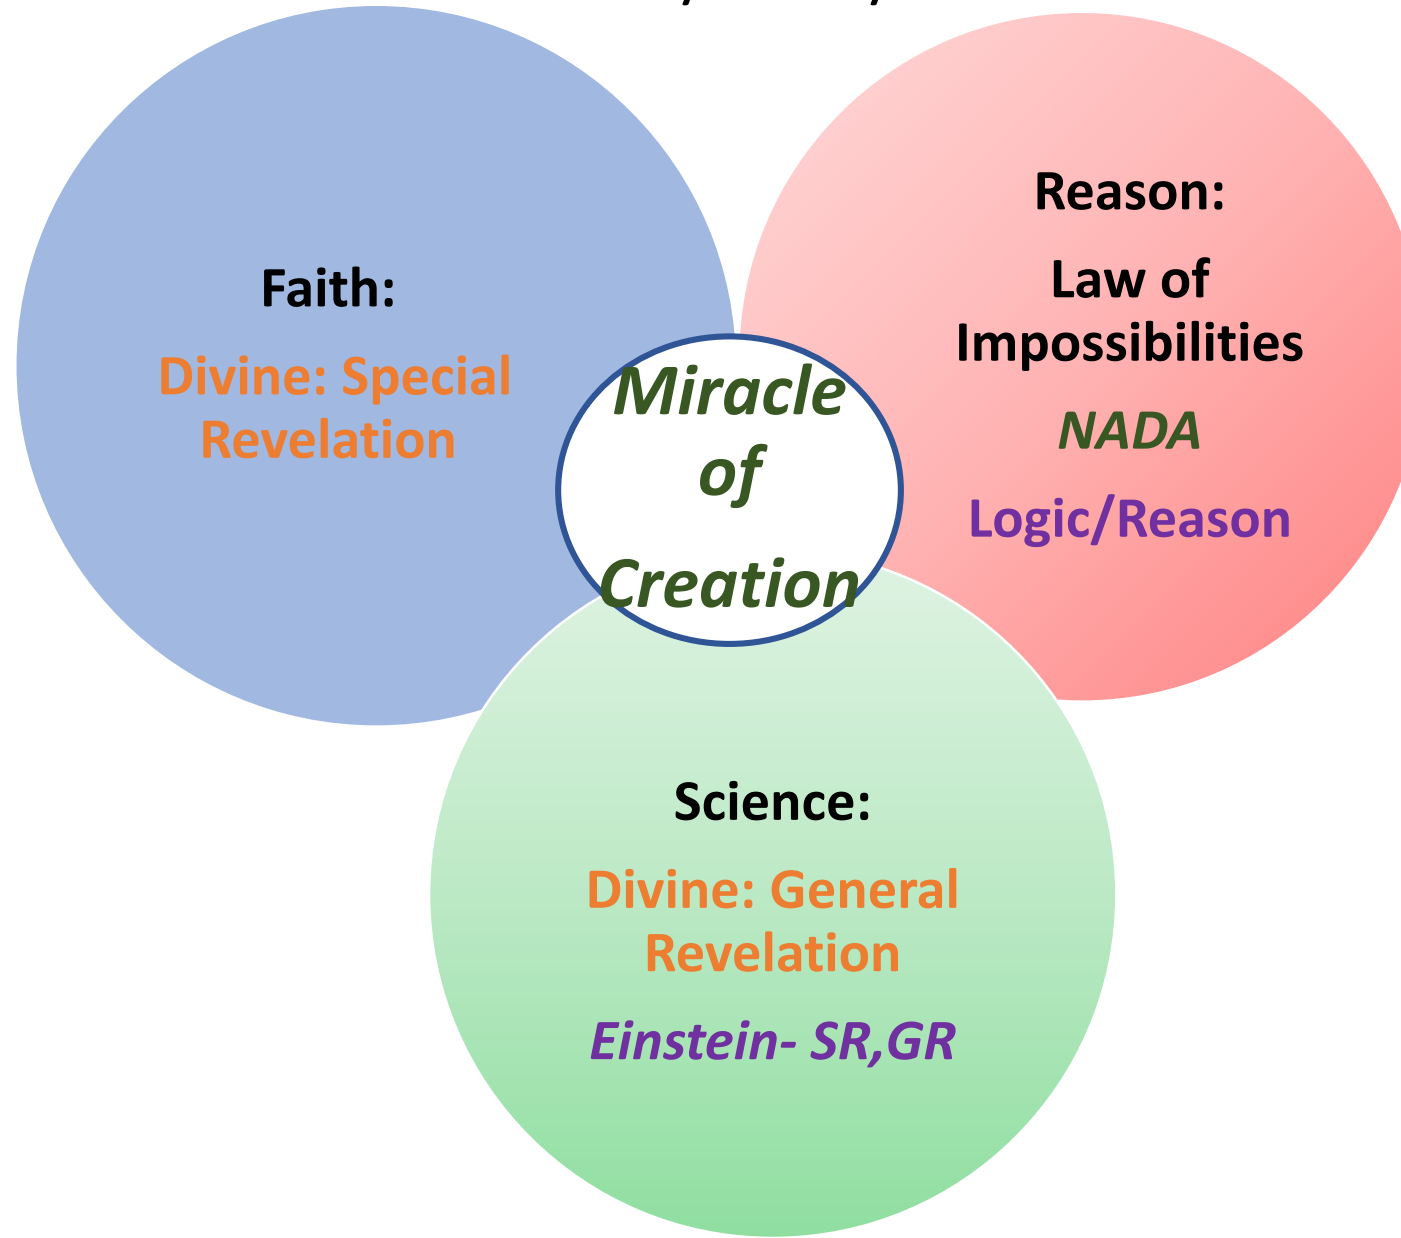 Faith:
Divine: Special
Revelation
Reason:
Law of
Impossibilities
NADA
Logic/Reason
Miracle
of
Creation
Science:
Divine: General
Revelation
Einstein- SR,GR